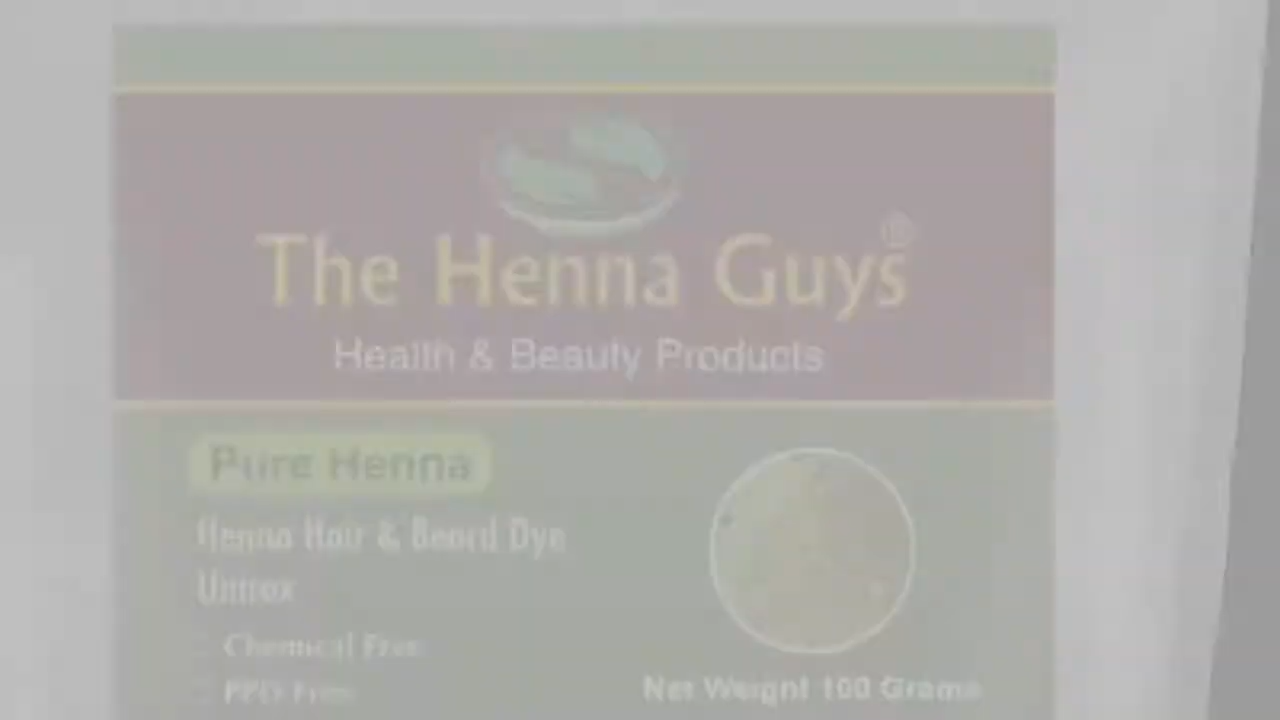 The Henna Guys®
Health & Beauty Products
Pure Henna
Henna Hair & Beard Dye
Unisex
Chemical Free
PPD Free
Net Weight 100 Grams